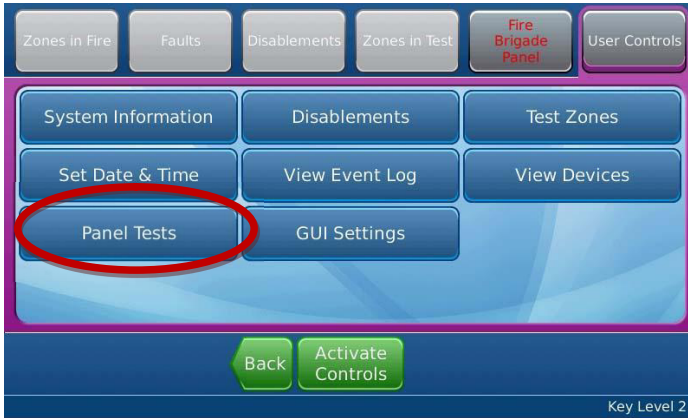 Zones in Fire
Faults
Disablements
Zones in Test
Fire
Brigade
Panel
User Controls
System Information
Disablements
Test Zones
Set Date & Time
View Event Log
View Devices
Panel Tests
GUI Settings
Back
Activate
Controls
Key Level 2